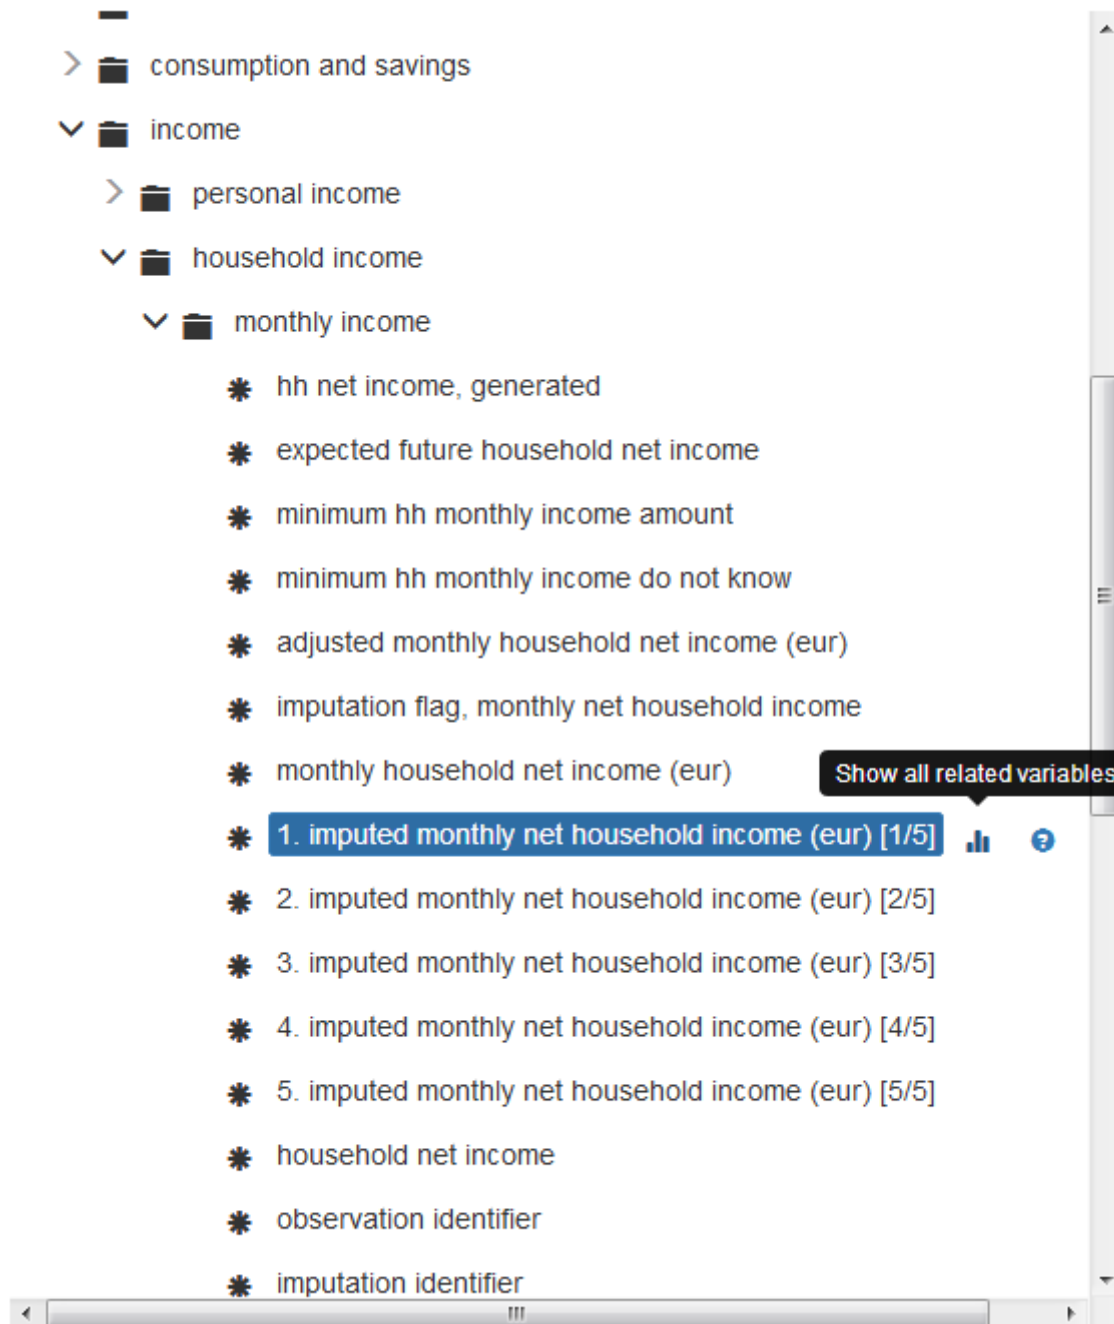 consumption and savings
income
personal income
household income
monthly income
hh net income, generated
expected future household net income
minimum hh monthly income amount
minimum hh monthly income do not know
adjusted monthly household net income (eur)
imputation flag, monthly net household income
monthly household net income (eur)
Show all related variables
1. imputed monthly net household income (eur) [1/5]
2. imputed monthly net household income (eur) [2/5]
3. imputed monthly net household income (eur) [3/5]
4. imputed monthly net household income (eur) [4/5]
5. imputed monthly net household income (eur) [5/5]
household net income
observation identifier
imputation identifier